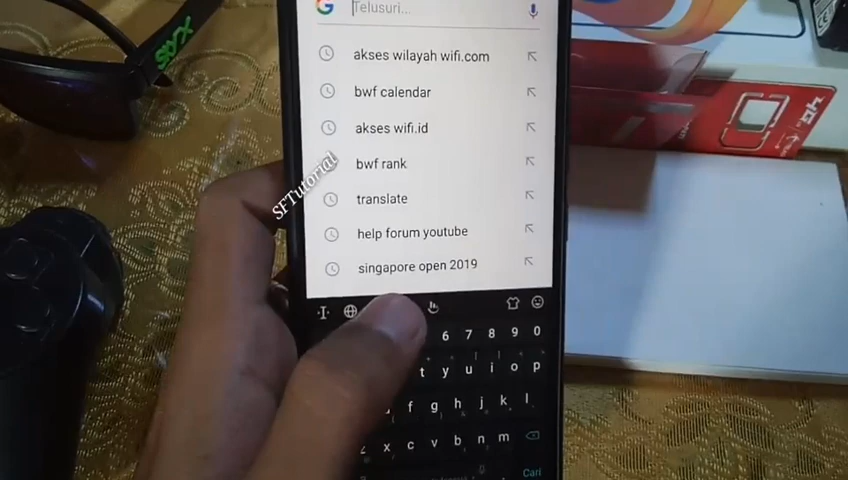 Telusuri...
akses wilayah wifi.com
bwf calendar
akses wifi.id
bwf rank
translate
help forum youtube
singapore open 2019
SFTutorial
6 7 8 9 0
t y u i o p
f g h j k l
x c v b n m
Cari
4G